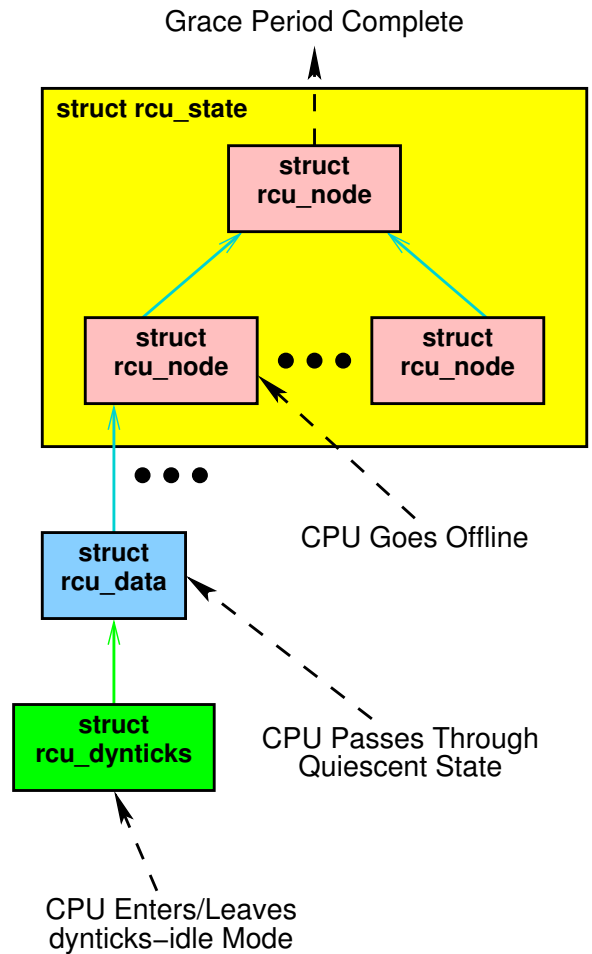 Grace Period Complete
struct rcu_state
struct
rcu_node
struct
rcu_node
struct
rcu_node
CPU Goes Offline
struct
rcu_data
struct
rcu_dynticks
CPU Passes Through
Quiescent State
CPU Enters/Leaves
dynticks−idle Mode